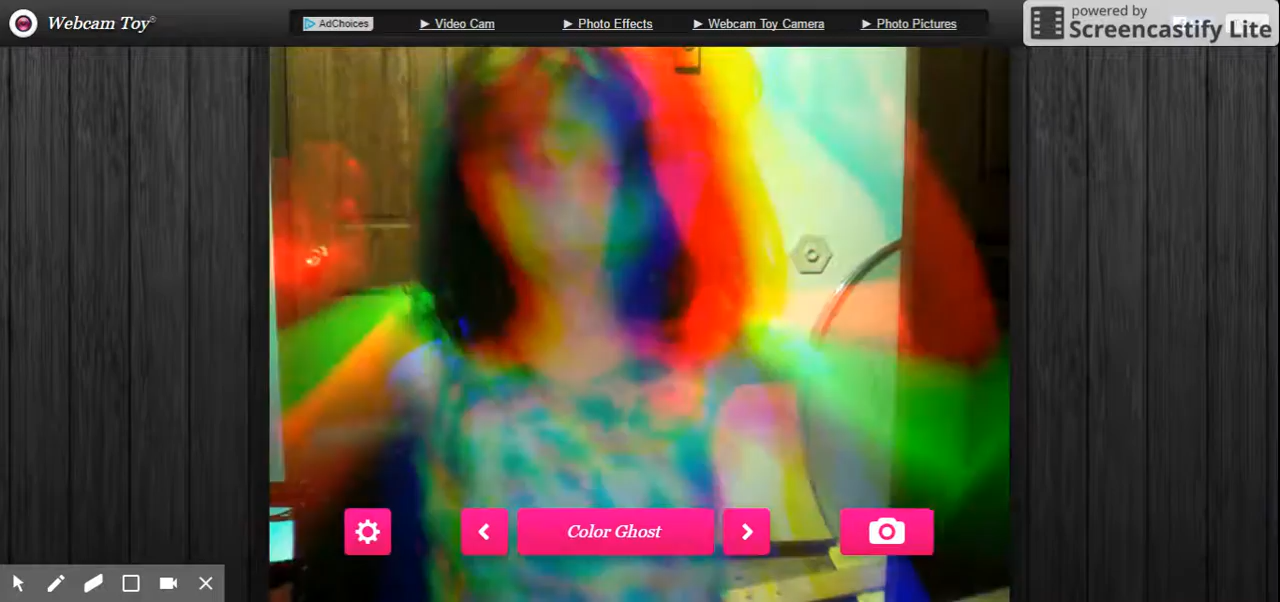 Webcam Toy®
AdChoices
► Video Cam
► Photo Effects
► Webcam Toy Camera
► Photo Pictures
powered by
Screencastify Lite
Color Ghost